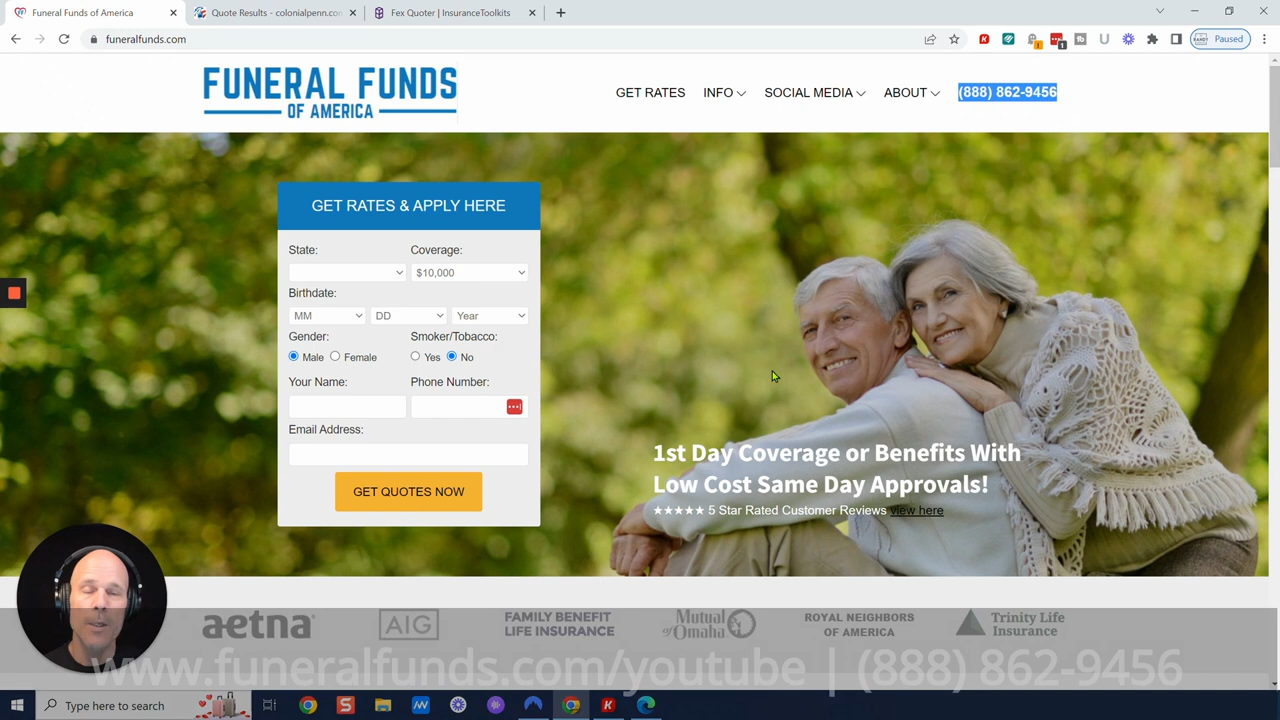 Funeral Funds of America
Quote Results - colonialpenn.con
Fex Quoter | InsuranceToolkits
funeralfunds.com
Paused
FUNERAL FUNDS
OF AMERICA
GET RATES
INFO
SOCIAL MEDIA
ABOUT
(888) 862-9456
GET RATES & APPLY HERE
State: Coverage:
$10,000
Birthdate:
MM DD Year
Gender: Smoker/Tobacco:
Male Female Yes No
Your Name: Phone Number:
Email Address:
GET QUOTES NOW
1st Day Coverage or Benefits With
Low Cost Same Day Approvals!
★★★★★ 5 Star Rated Customer Reviews view here
aetna
AIG
FAMILY BENEFIT
LIFE INSURANCE
Mutual
of Omaha
ROYAL NEIGHBORS
OF AMERICA
Trinity Life
Insurance
www.funeralfunds.com/youtube | (888) 862-9456
Type here to search